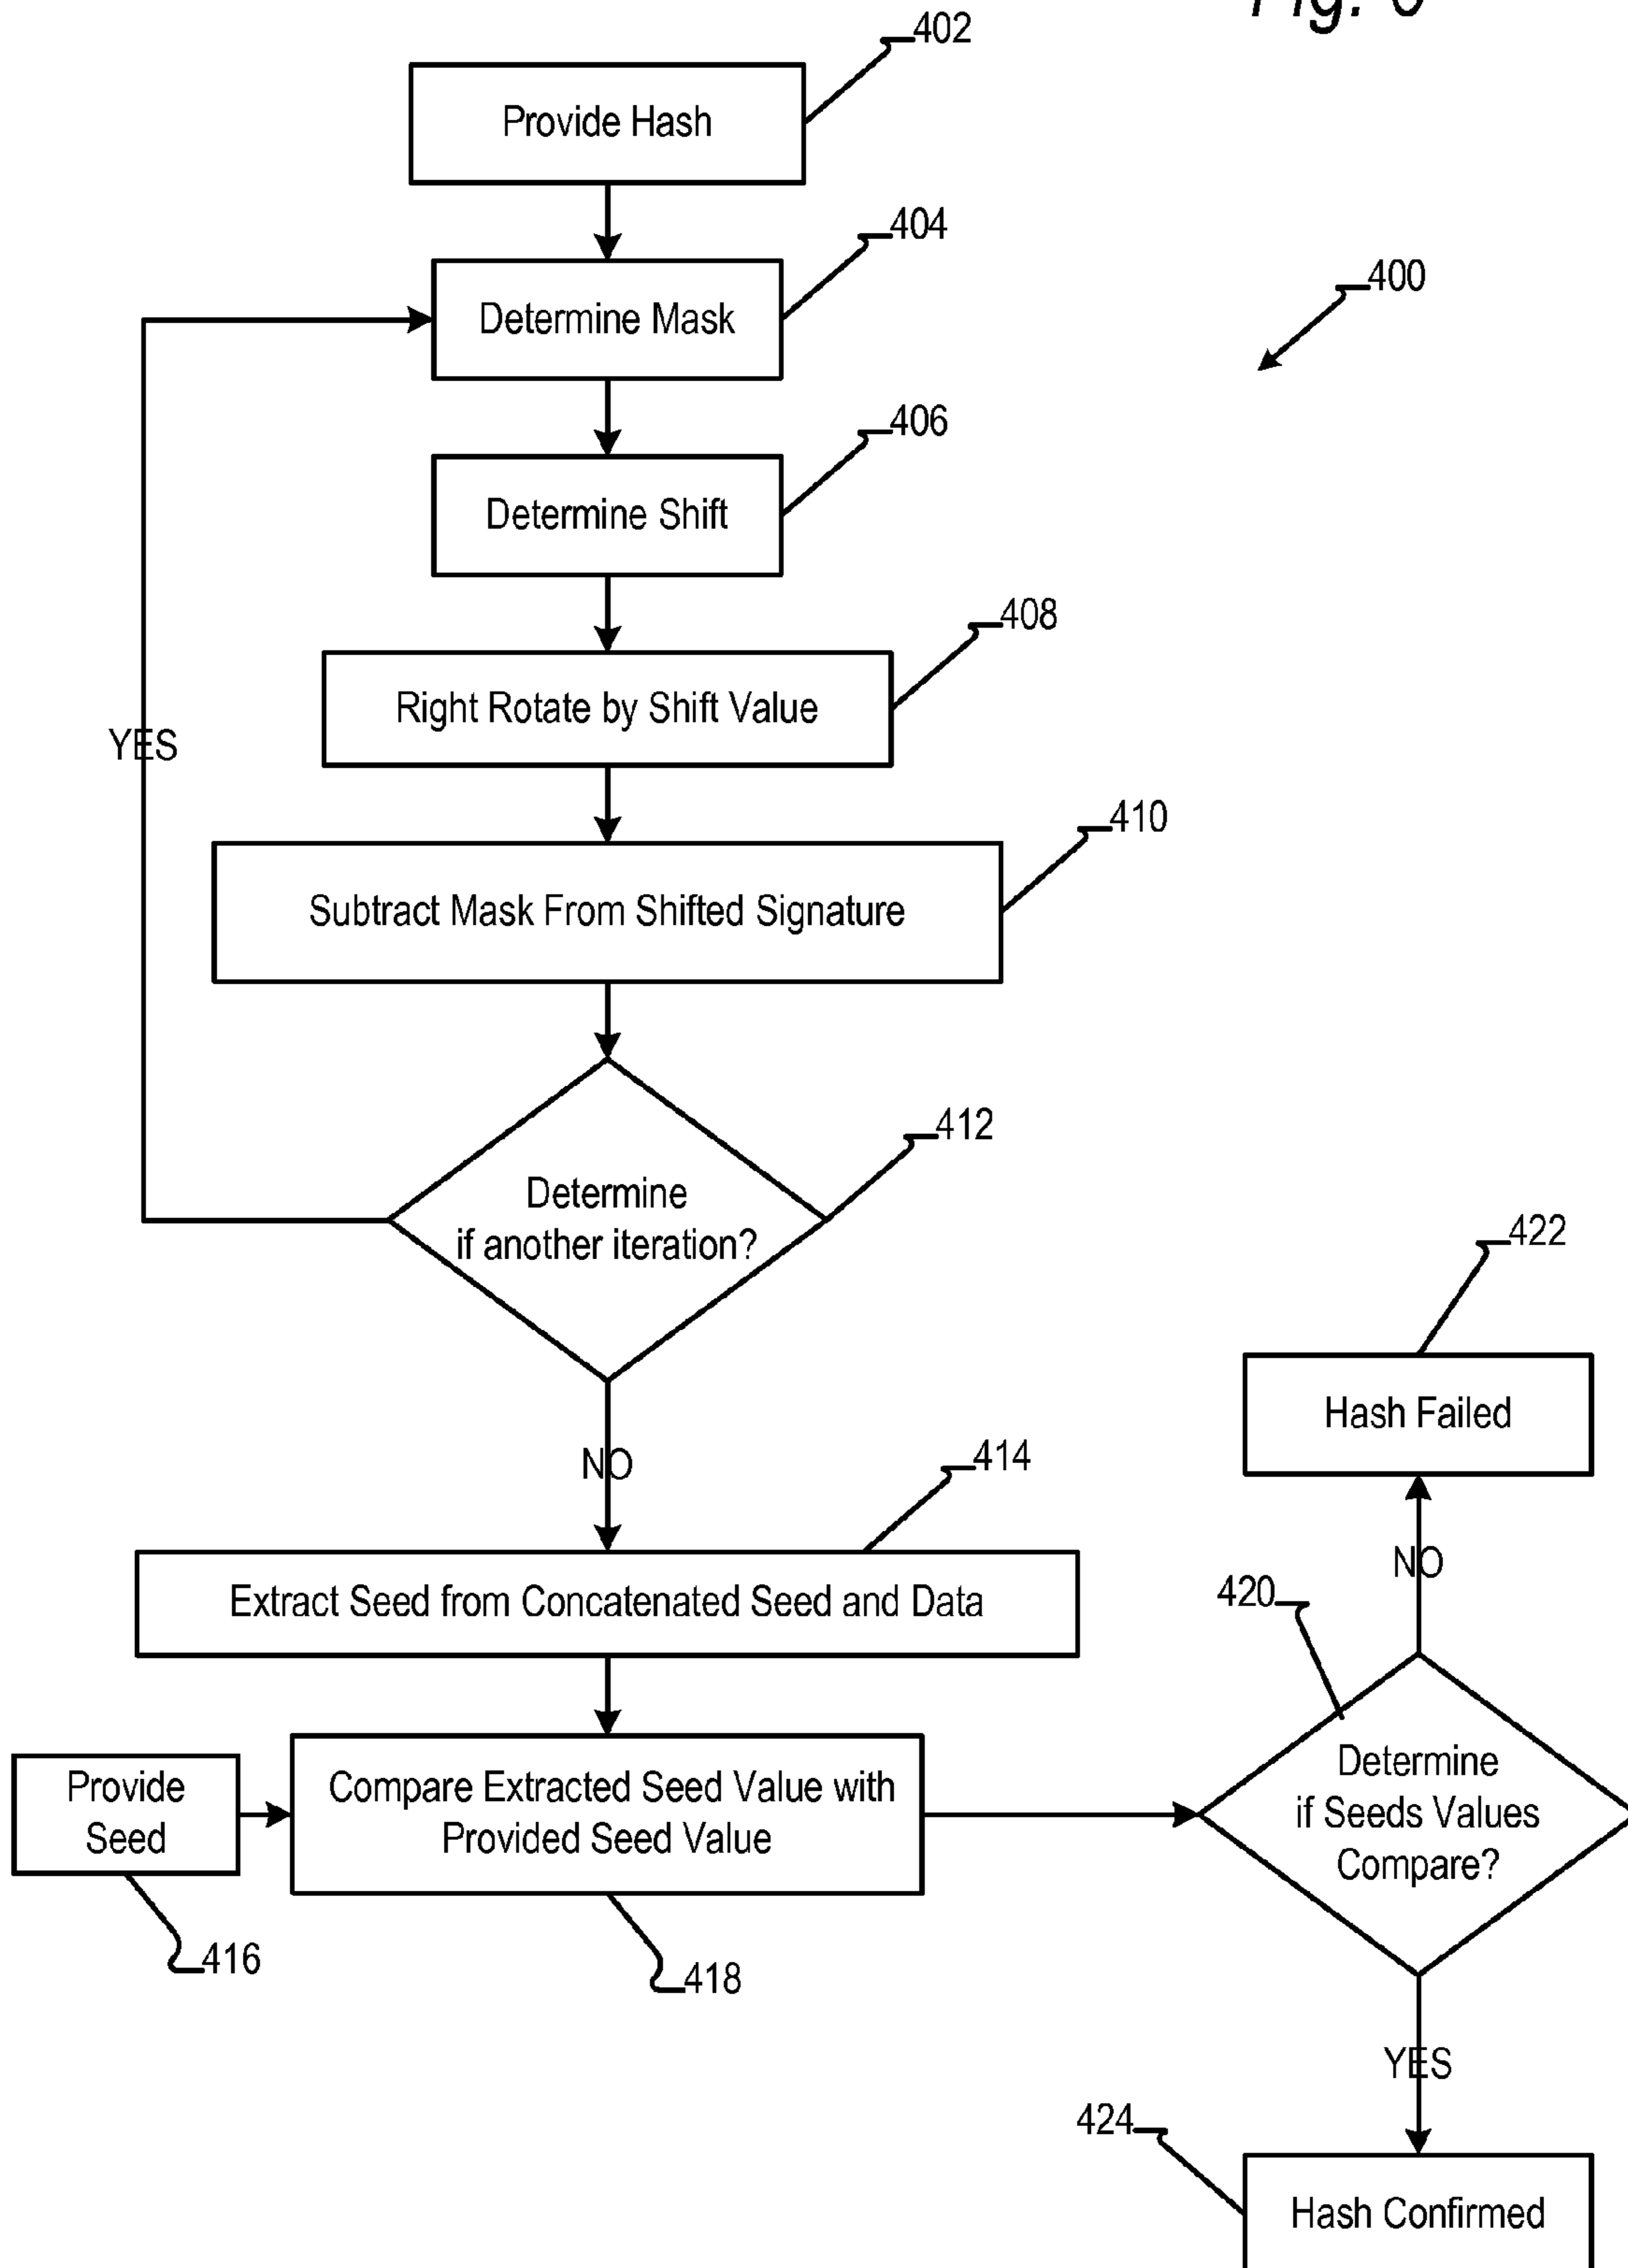 Fig.
402
Provide Hash
404
Determine Mask
400
406
Determine Shift
408
Right Rotate by Shift Value
YES
410
Subtract Mask From Shifted Signature
412
Determine
if another iteration?
422
Hash Failed
NO
414
NO
Extract Seed from Concatenated Seed and Data
420
Provide
Seed
Compare Extracted Seed Value with
Provided Seed Value
Determine
if Seeds Values
Compare?
416
418
YES
424
Hash Confirmed